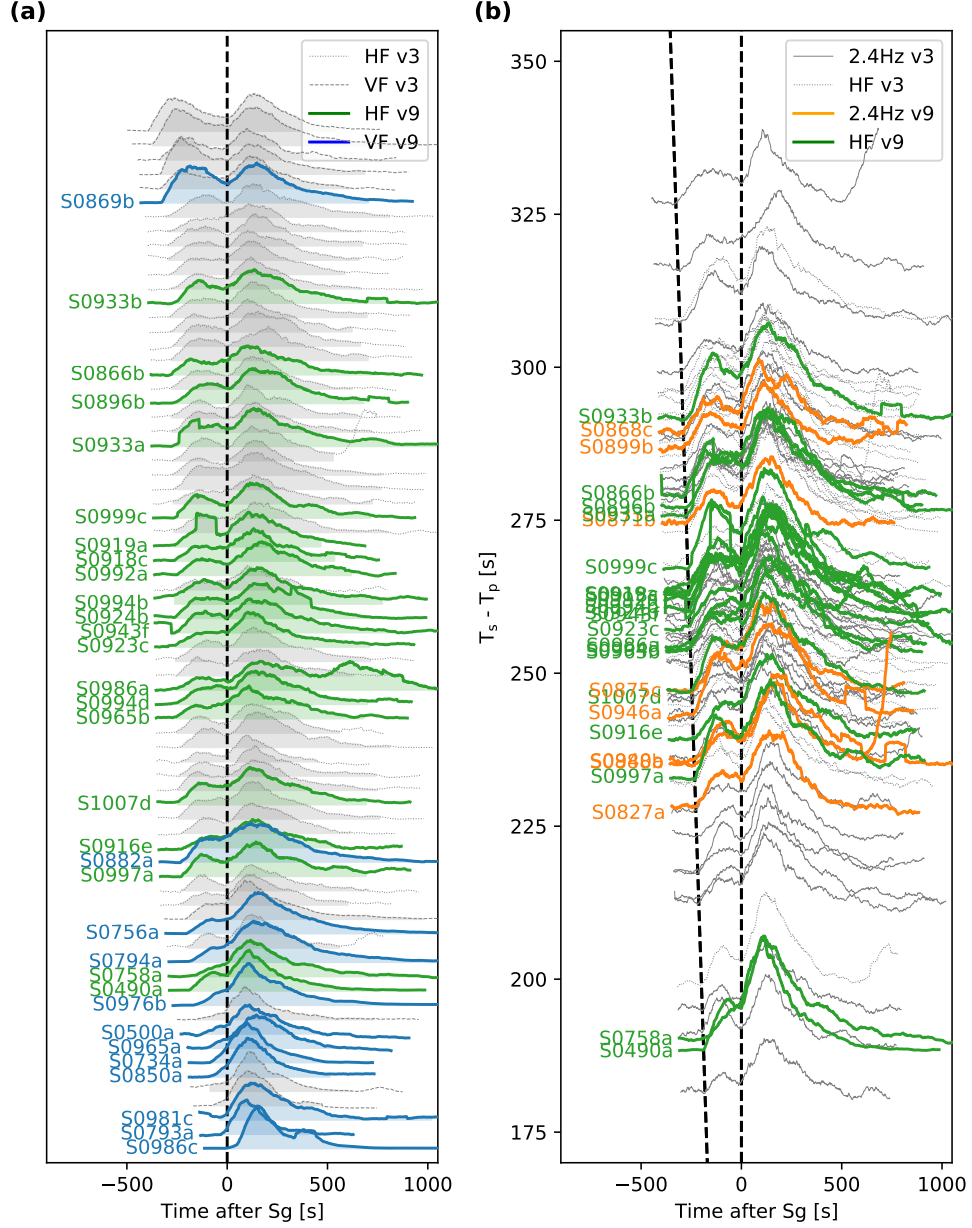 (a)
HF v3
VF v3
HF v9
VF v9
S0869b
S0933b
S0866b
S0896b
S0933a
S0999c
S0919a
S0918c
S0992a
S0994b
S0924b
S0943f
S0923c
S0986a
S0994d
S0965b
S1007d
S0916e
S0882a
S0997a
S0756a
S0794a
S0758a
S0490a
S0976b
S0500a
S0965a
S0734a
S0850a
S0981c
S0793a
S0986c
−500 0 500 1000
Time after Sg [s]
(b)
2.4Hz v3
HF v3
2.4Hz v9
HF v9
350
325
300
275
250
225
200
175
Ts - Tp [s]
S0933b
S0868c
S0899b
S0866b
S0999c
S0923c
S1007d
S0946a
S0916e
S0997a
S0827a
S0758a
S0490a
−500 0 500 1000
Time after Sg [s]